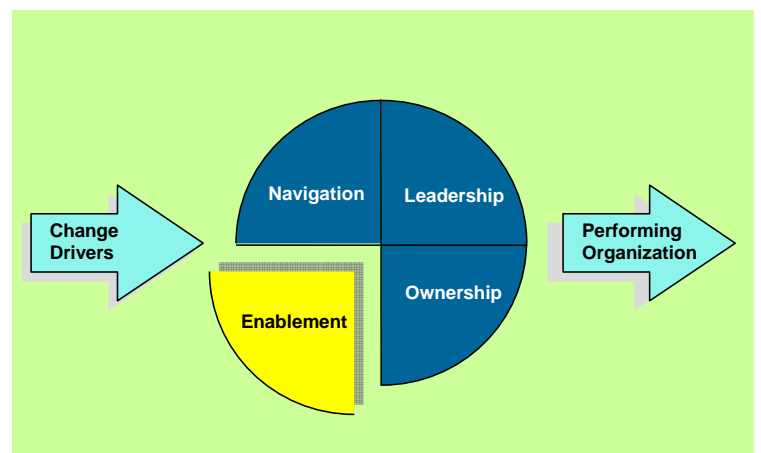 Navigation
Leadership
Change
Drivers
Performing
Organization
Ownership
Enablement